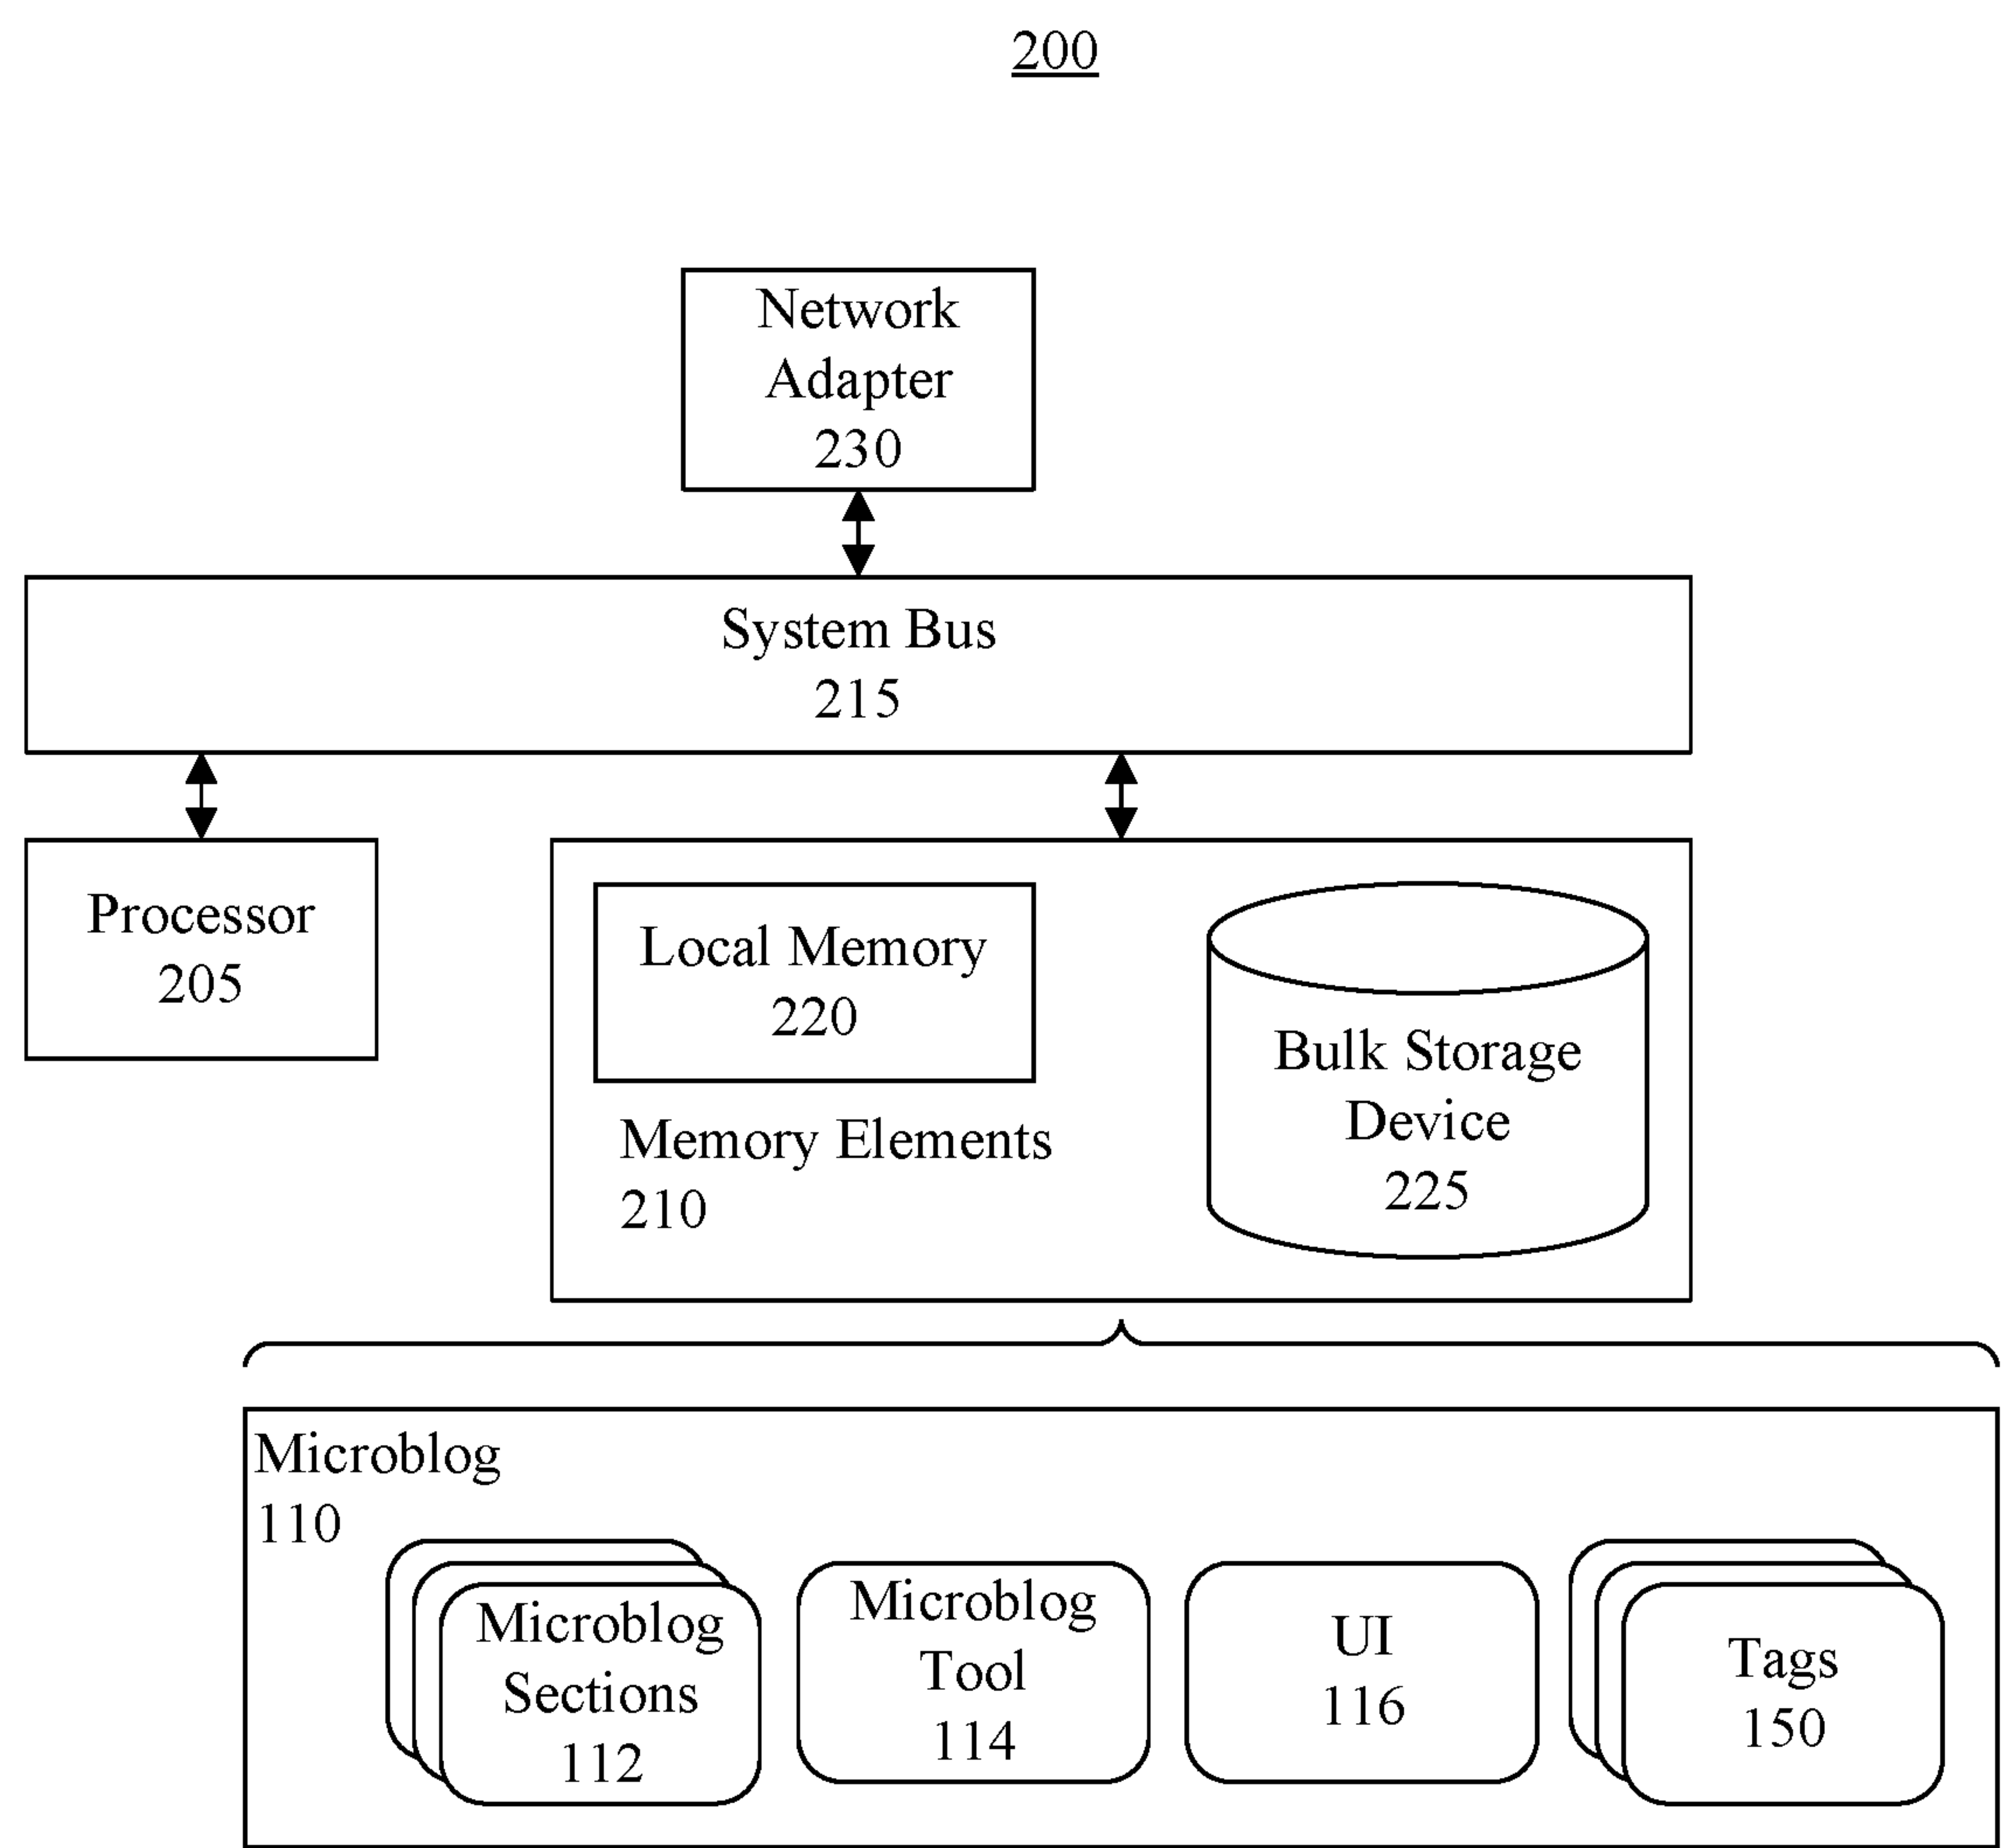 200
Network
Adapter
230
System Bus
215
Processor
205
Local Memory
220
Memory Elements
210
Bulk Storage
Device
225
Microblog
110
Microblog
Sections
112
Microblog
Tool
114
UI
116
Tags
150